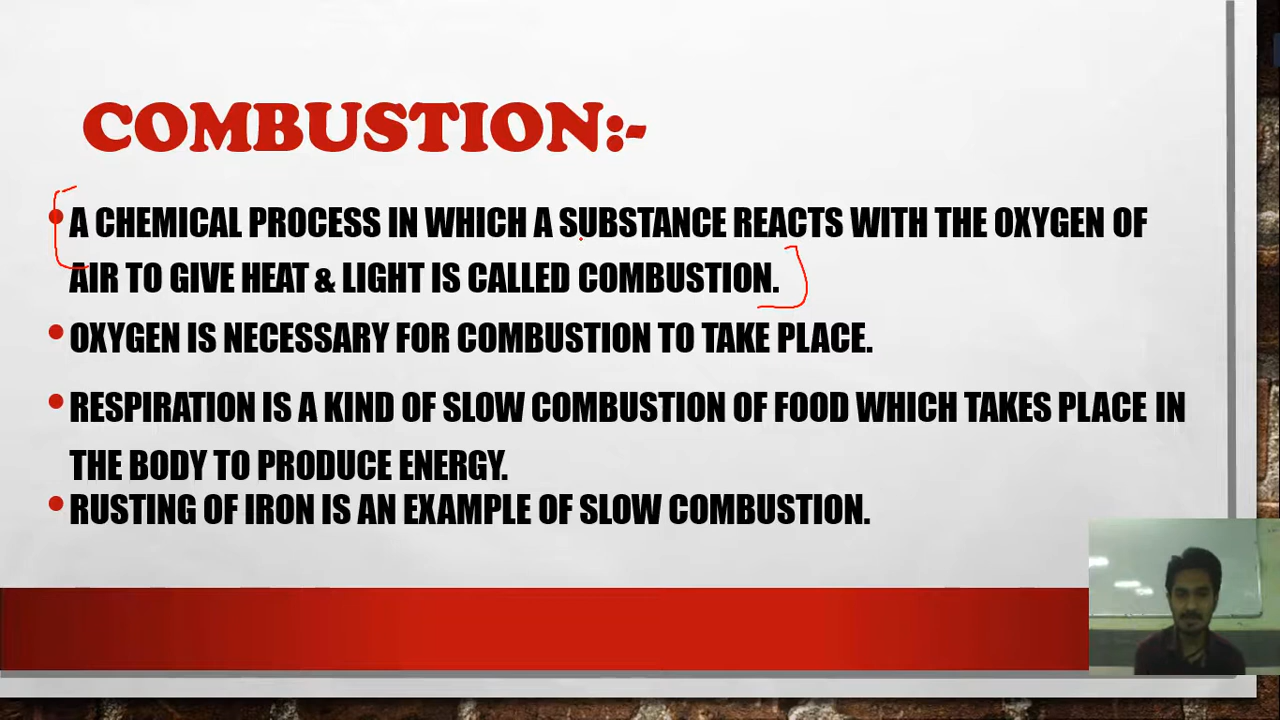 COMBUSTION:-
• A CHEMICAL PROCESS IN WHICH A SUBSTANCE REACTS WITH THE OXYGEN OF
AIR TO GIVE HEAT & LIGHT IS CALLED COMBUSTION.
• OXYGEN IS NECESSARY FOR COMBUSTION TO TAKE PLACE.
• RESPIRATION IS A KIND OF SLOW COMBUSTION OF FOOD WHICH TAKES PLACE IN
THE BODY TO PRODUCE ENERGY.
• RUSTING OF IRON IS AN EXAMPLE OF SLOW COMBUSTION.